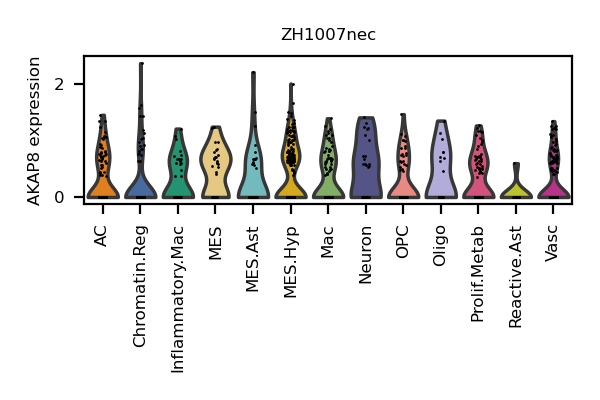 ZH1007nec
AKAP8 expression
2
0
AC
Chromatin.Reg
Inflammatory.Mac
MES
MES.Ast
MES.Hyp
Mac
Neuron
OPC
Oligo
Prolif.Metab
Reactive.Ast
Vasc